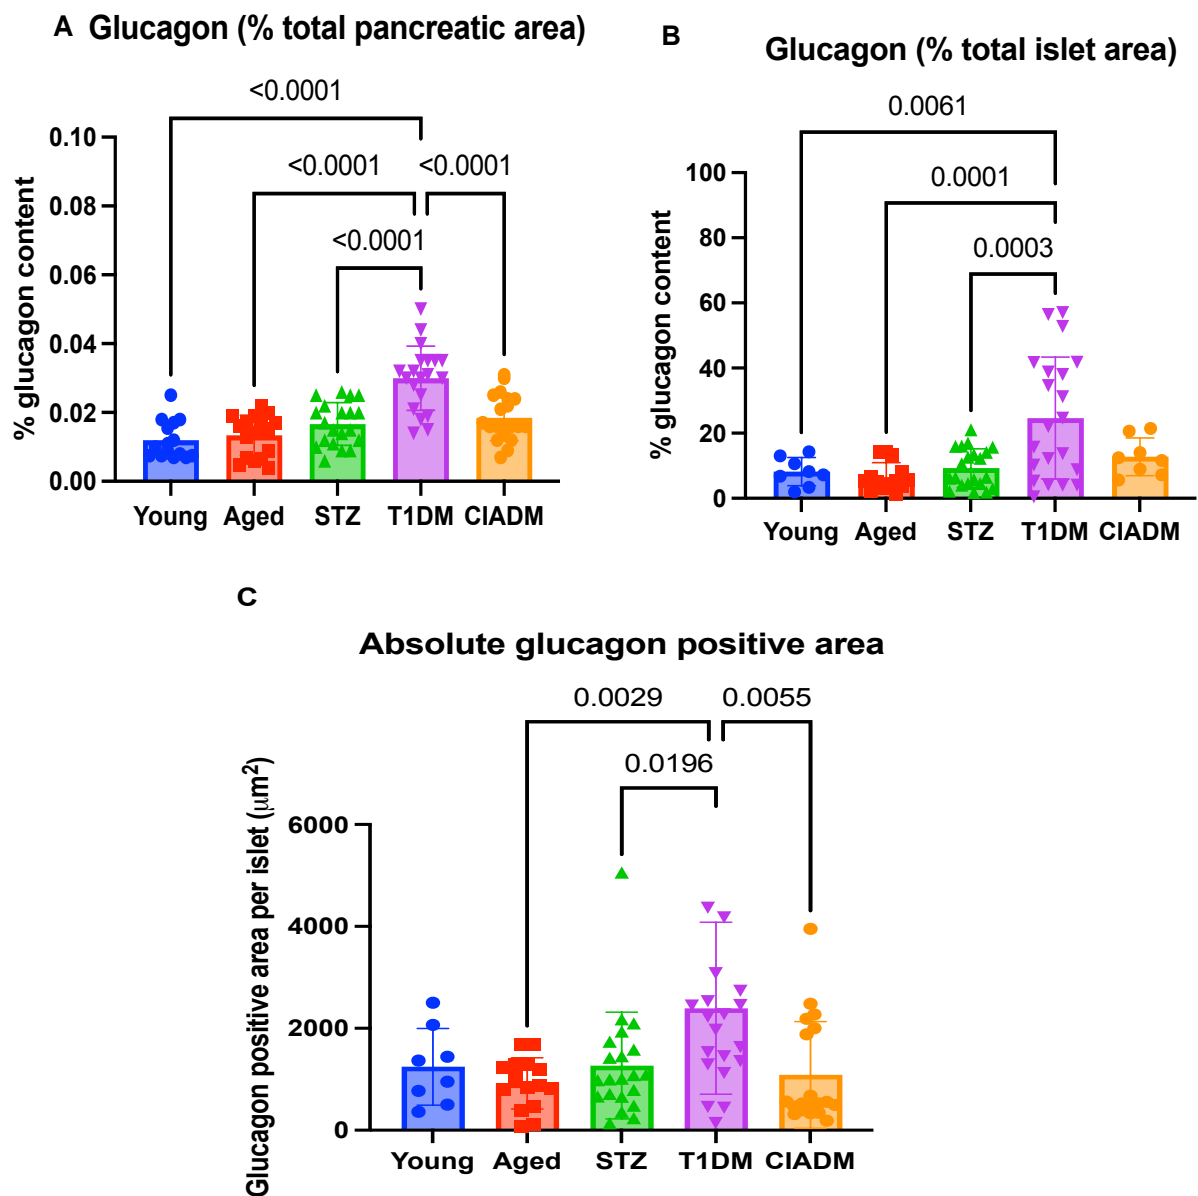 A Glucagon (% total pancreatic area)
<0.0001
<0.0001 <0.0001
<0.0001
% glucagon content
0.10
0.08
0.06
0.04
0.02
0.00
Young Aged STZ T1DM CIADM
B
Glucagon (% total islet area)
0.0061
0.0001
0.0003
% glucagon content
100
80
60
40
20
0
Young Aged STZ T1DM CIADM
C
Absolute glucagon positive area
0.0029 0.0055
0.0196
Glucagon positive area per islet (μm²)
6000
4000
2000
0
Young Aged STZ T1DM CIADM